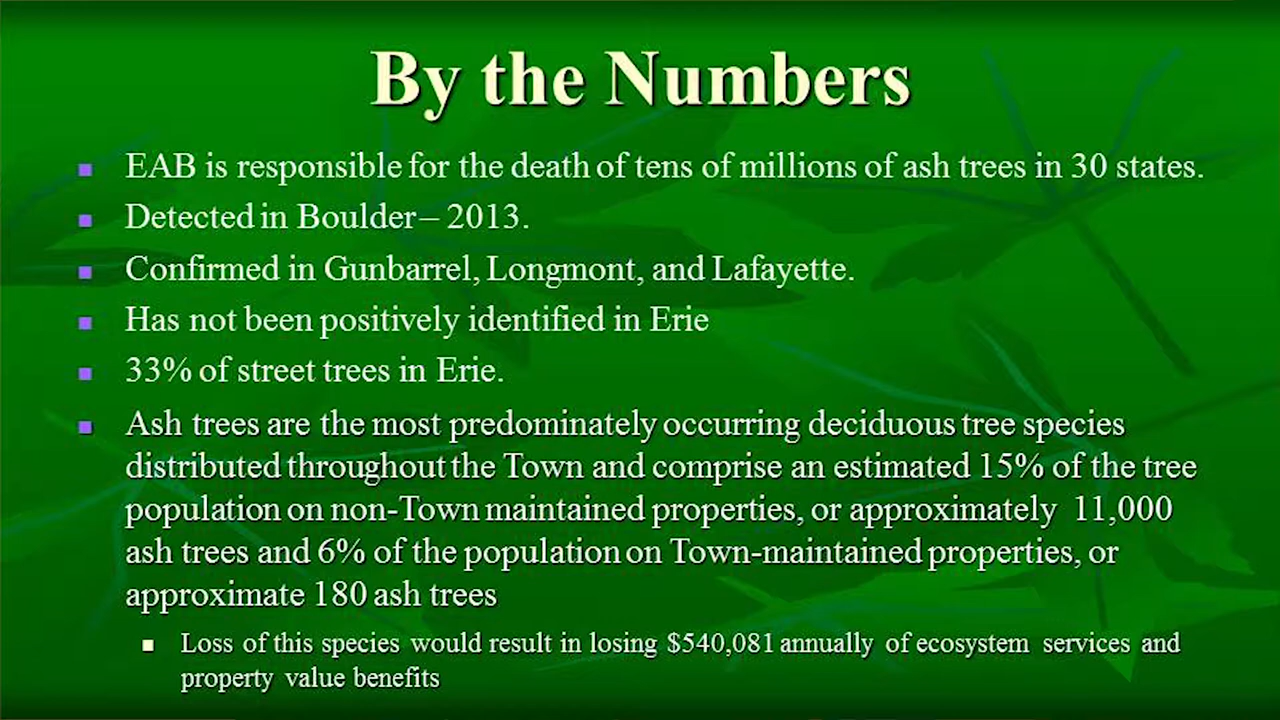 By the Numbers
EAB is responsible for the death of tens of millions of ash trees in 30 states.
Detected in Boulder – 2013.
Confirmed in Gunbarrel, Longmont, and Lafayette.
Has not been positively identified in Erie
33% of street trees in Erie.
Ash trees are the most predominately occurring deciduous tree species
distributed throughout the Town and comprise an estimated 15% of the tree
population on non-Town maintained properties, or approximately 11,000
ash trees and 6% of the population on Town-maintained properties, or
approximate 180 ash trees
Loss of this species would result in losing $540,081 annually of ecosystem services and
property value benefits